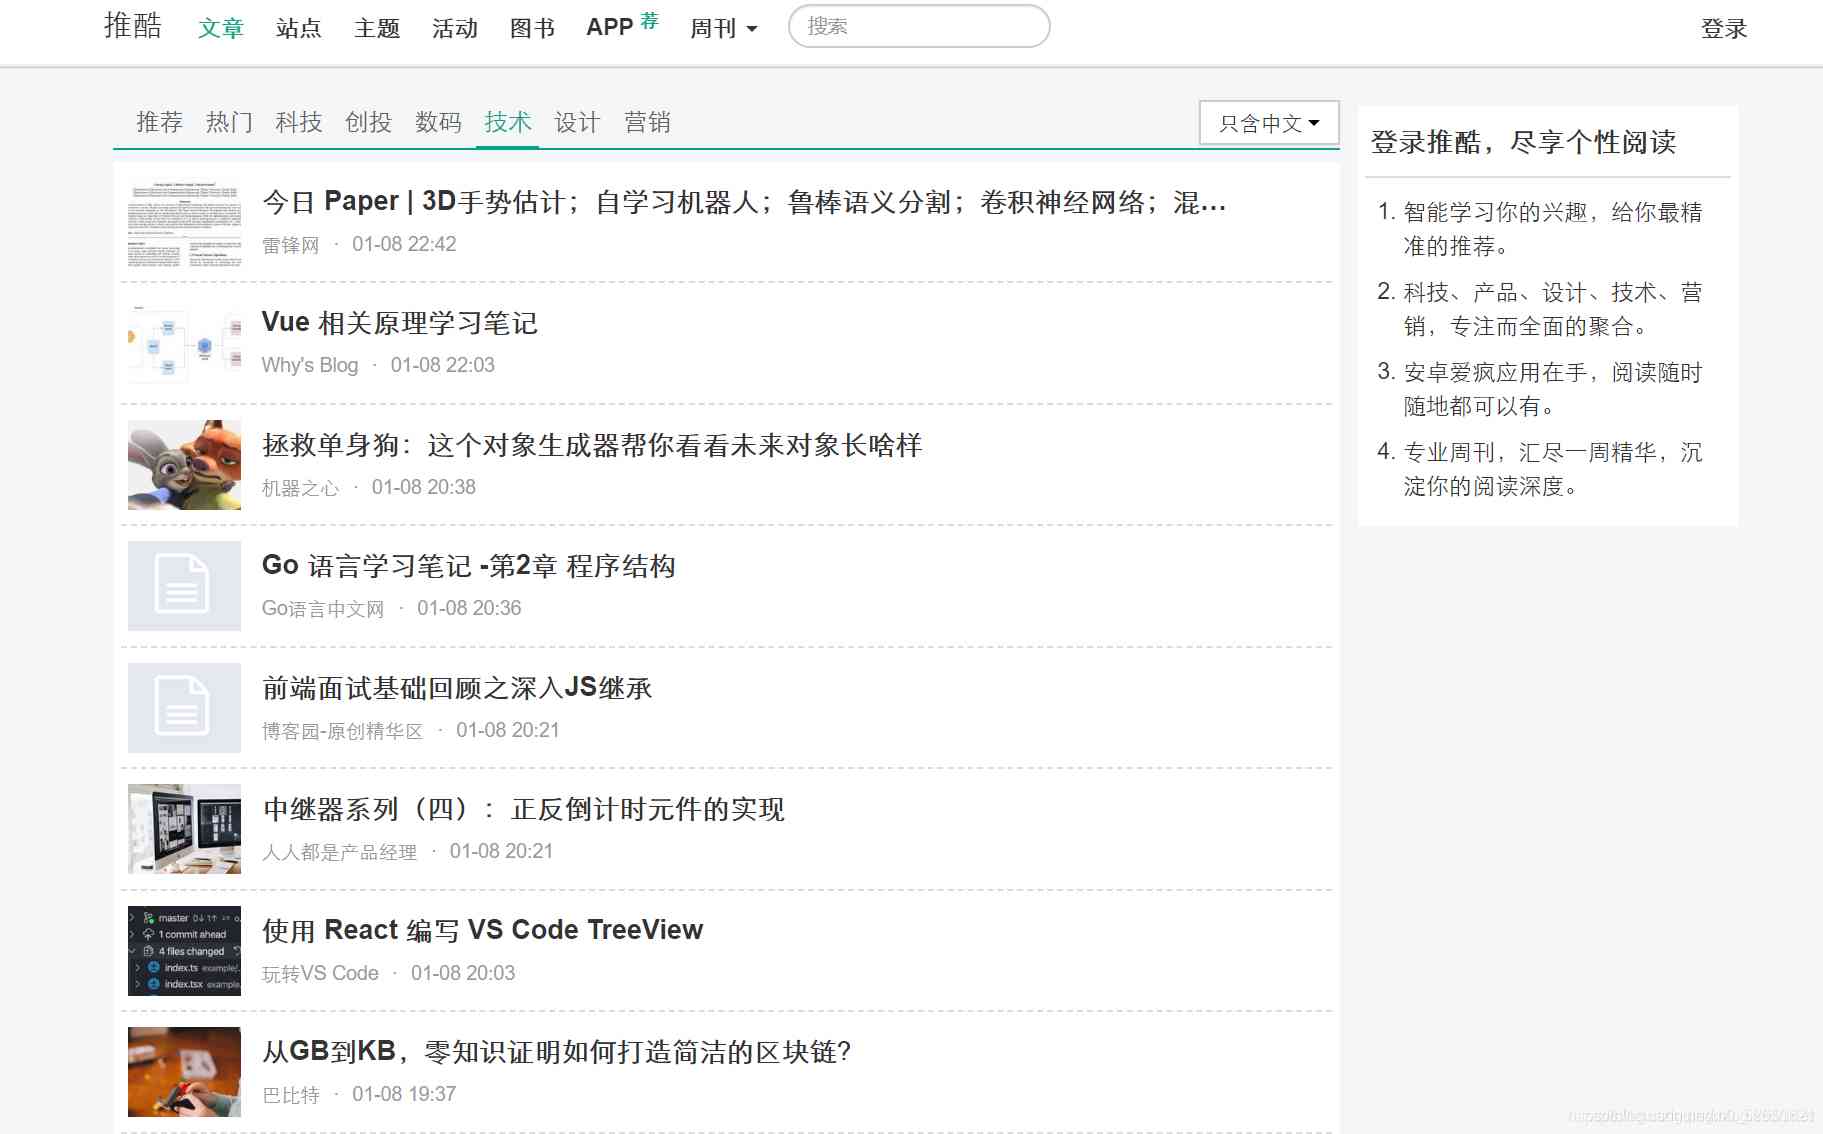 推酷 文章 站点 主题 活动 图书 APP 荐 周刊 搜索 登录
推荐 热门 科技 创投 数码 技术 设计 营销 只含中文
今日 Paper | 3D手势估计；自学习机器人；鲁棒语义分割；卷积神经网络；混...
雷锋网 · 01-08 22:42
Vue 相关原理学习笔记
Why's Blog · 01-08 22:03
拯救单身狗：这个对象生成器帮你看看未来对象长啥样
机器之心 · 01-08 20:38
Go 语言学习笔记 -第2章 程序结构
Go语言中文网 · 01-08 20:36
前端面试基础回顾之深入JS继承
博客园-原创精华区 · 01-08 20:21
中继器系列（四）：正反倒计时元件的实现
人人都是产品经理 · 01-08 20:21
master 0↓ 1↑
1 commit ahead
4 files changed
index.ts example/.
index.tsx example.
使用 React 编写 VS Code TreeView
玩转VS Code · 01-08 20:03
从GB到KB，零知识证明如何打造简洁的区块链?
巴比特 · 01-08 19:37
登录推酷，尽享个性阅读
1. 智能学习你的兴趣，给你最精
准的推荐。
2. 科技、产品、设计、技术、营
销，专注而全面的聚合。
3. 安卓爱疯应用在手，阅读随时
随地都可以有。
4. 专业周刊，汇尽一周精华，沉
淀你的阅读深度。